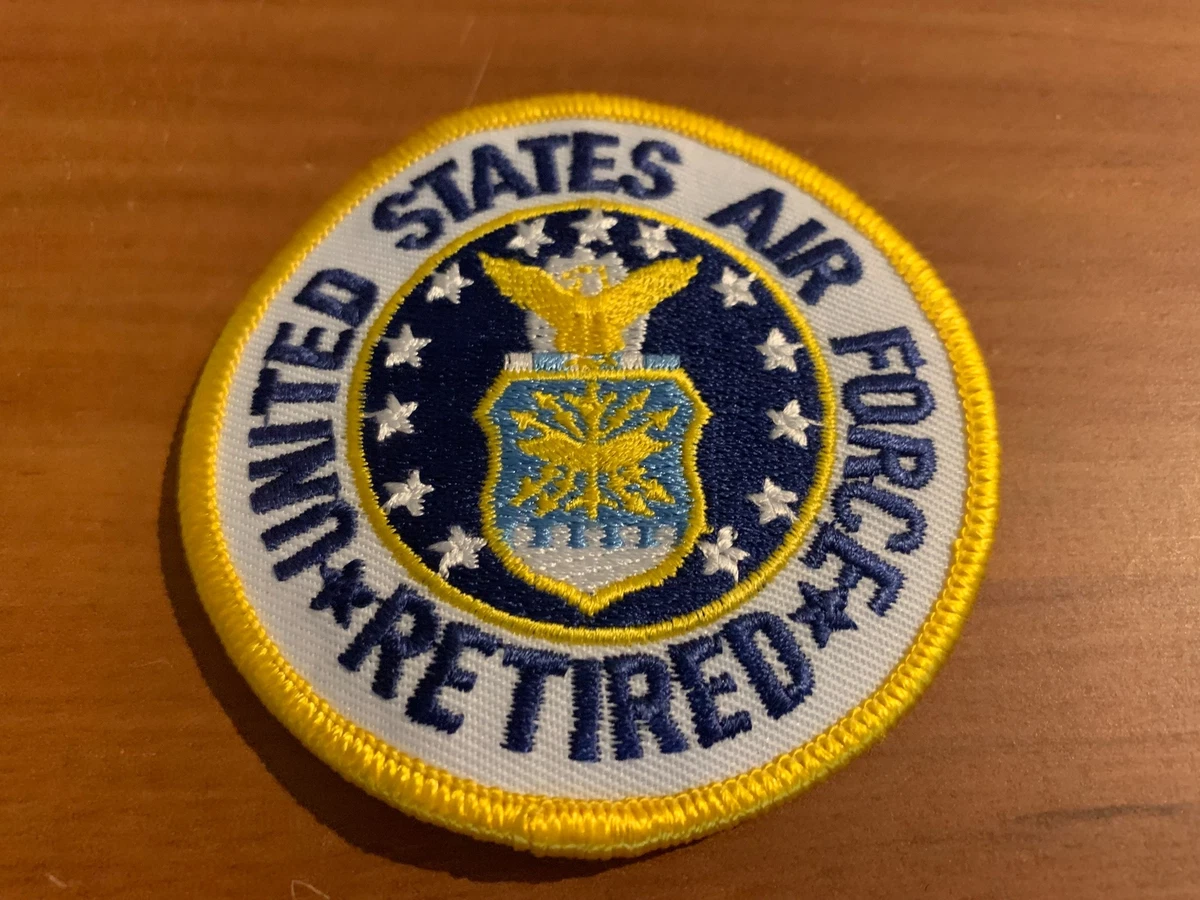 UNITED STATES AIR FORCE
★RETIRED★